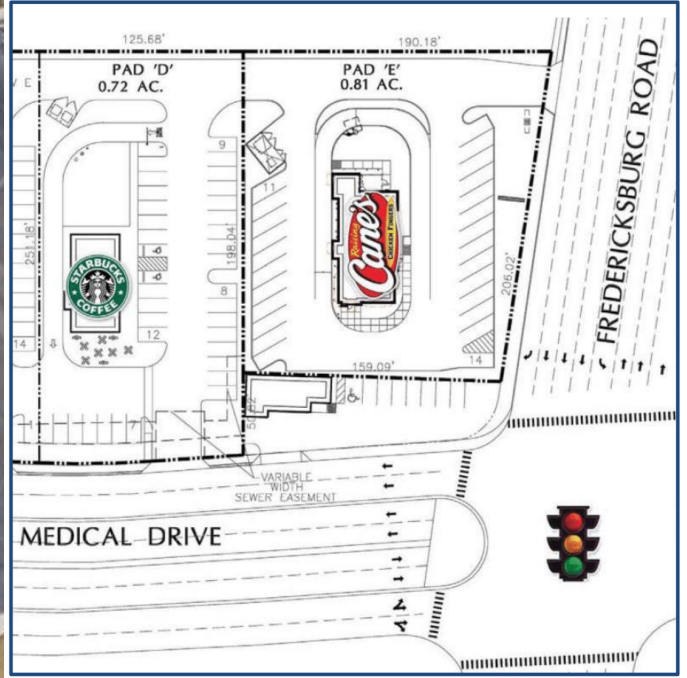 125.68'
190.18'
PAD 'D'
0.72 AC.
PAD 'E'
0.81 AC.
V E
FREDERICKSBURG ROAD
9
11
251.18'
198.04'
206.02'
STARBUCKS
COFFEE
Raising
Cane's
CHICKEN FINGERS
8
14
12
14
159.09'
7
VARIABLE
WIDTH
SEWER EASEMENT
MEDICAL DRIVE